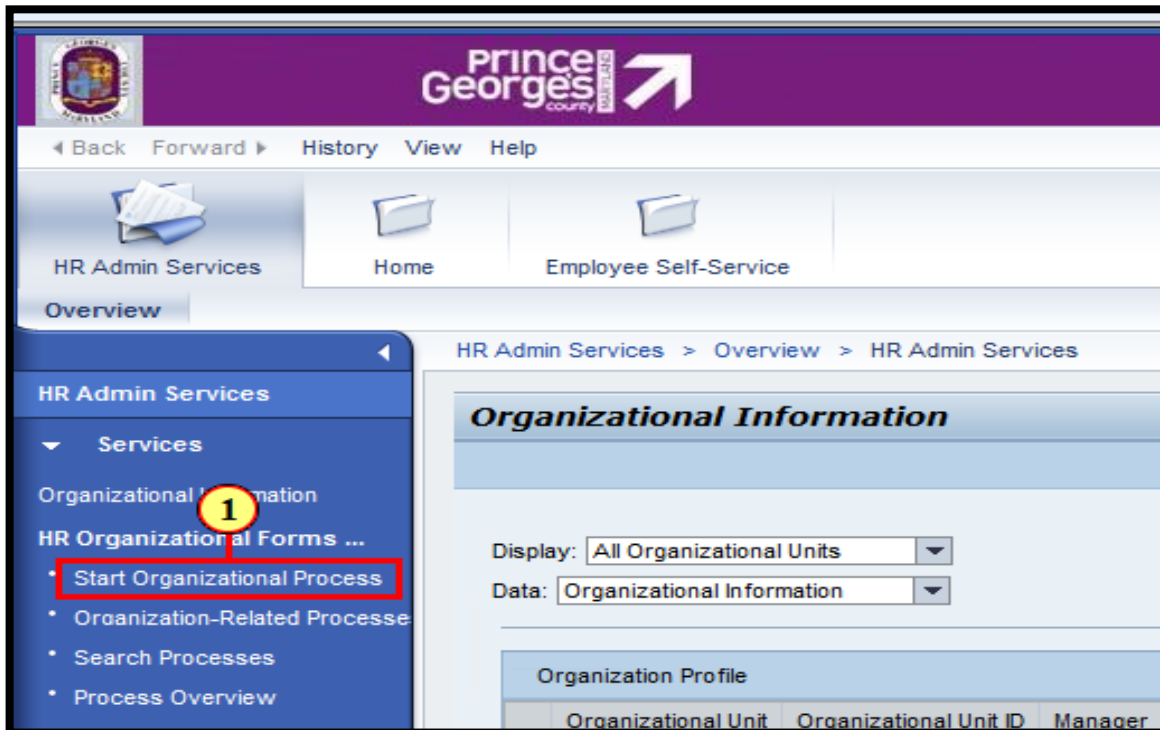 Prince
George's
county
MARYLAND
Back Forward History View Help
HR Admin Services Home Employee Self-Service
Overview
HR Admin Services > Overview > HR Admin Services
HR Admin Services
Organizational Information
Services
Organizational mation
1
HR Organizational Forms ...
Display: All Organizational Units
• Start Organizational Process
Data: Organizational Information
• Organization-Related Processe
• Search Processes
Organization Profile
• Process Overview
Organizational Unit Organizational Unit ID Manager